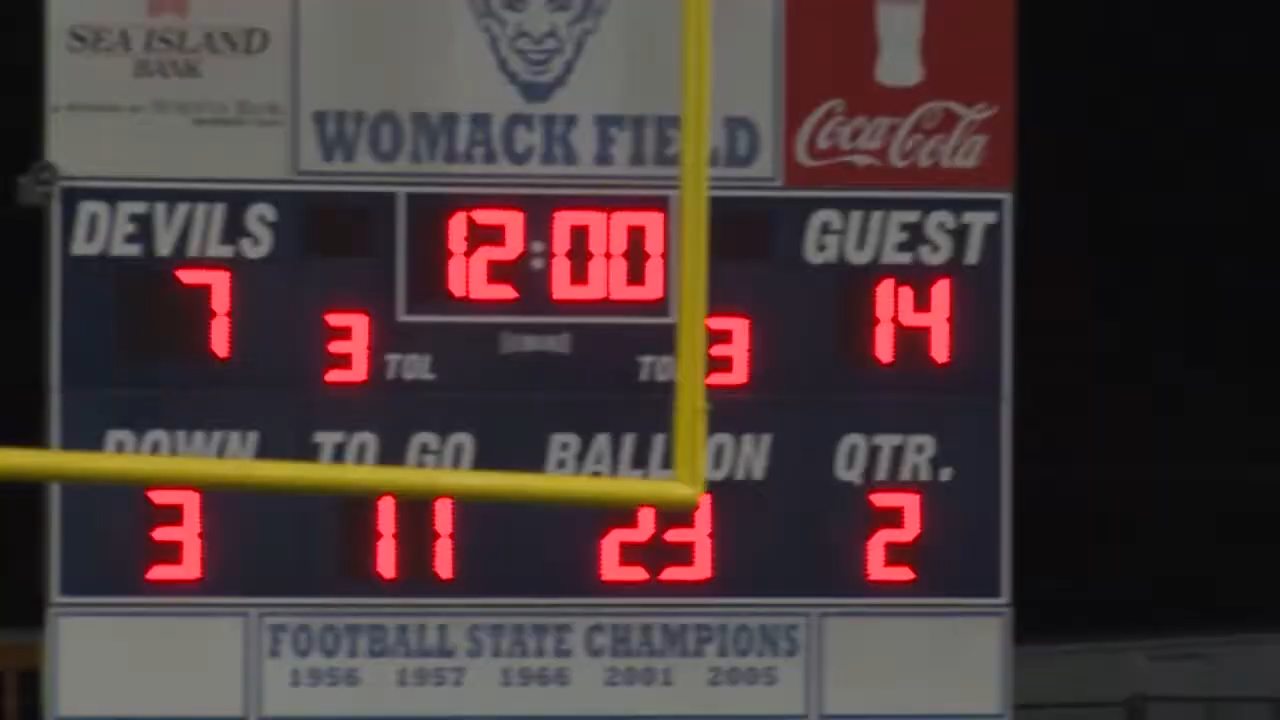 SEA ISLAND
BANK
WOMACK FIELD
Coca-Cola
DEVILS
12:00
GUEST
7
14
3 TOL
TO 3
DOWN TO GO BALL ON QTR.
3 11 23 2
FOOTBALL STATE CHAMPIONS
1956 1957 1966 2001 2005